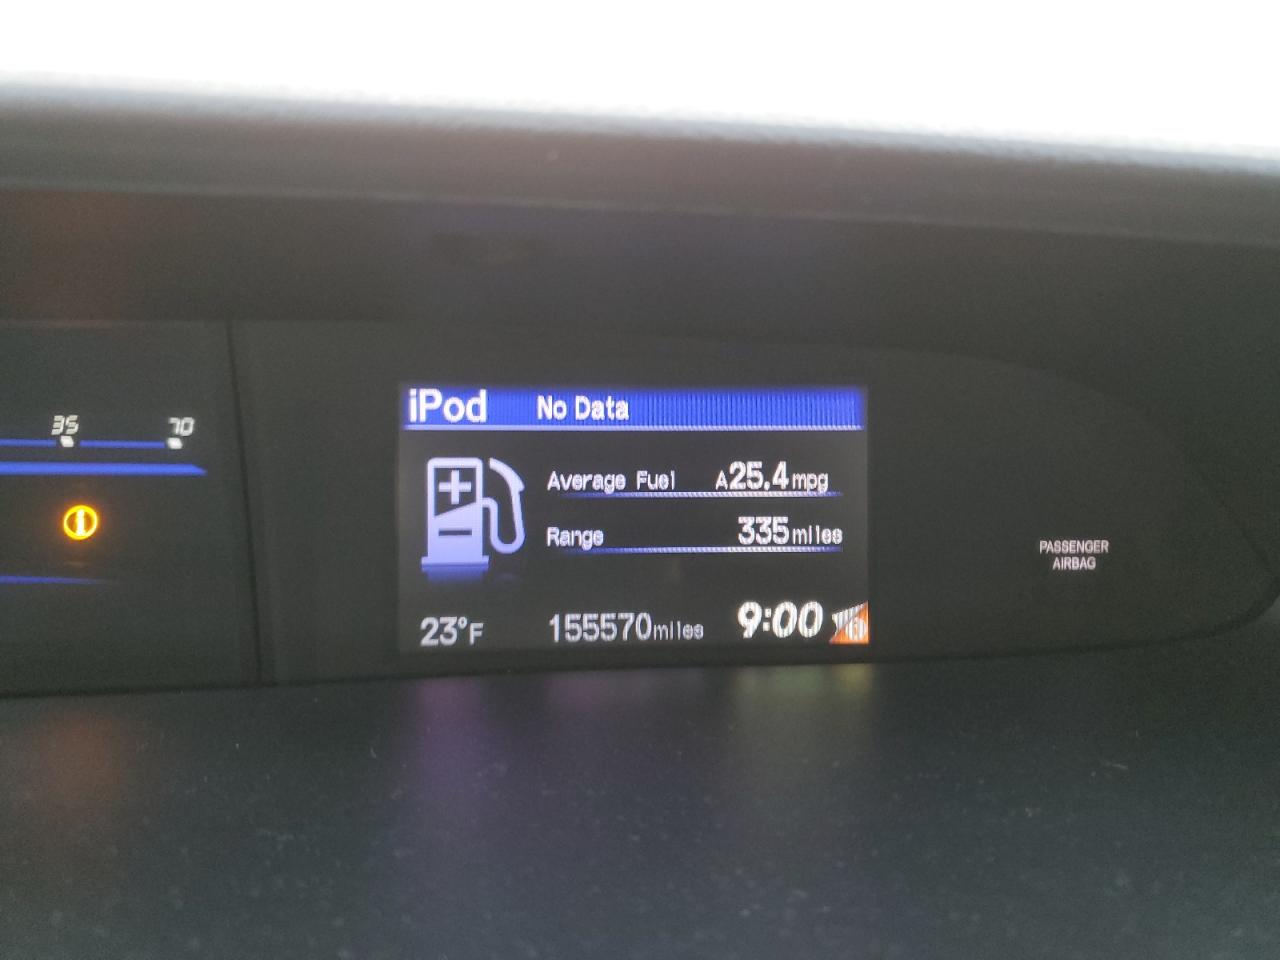 35 70
iPod No Data
Average Fuel A25.4mpg
Range 335miles
23°F 155570miles 9:00
PASSENGER
AIRBAG